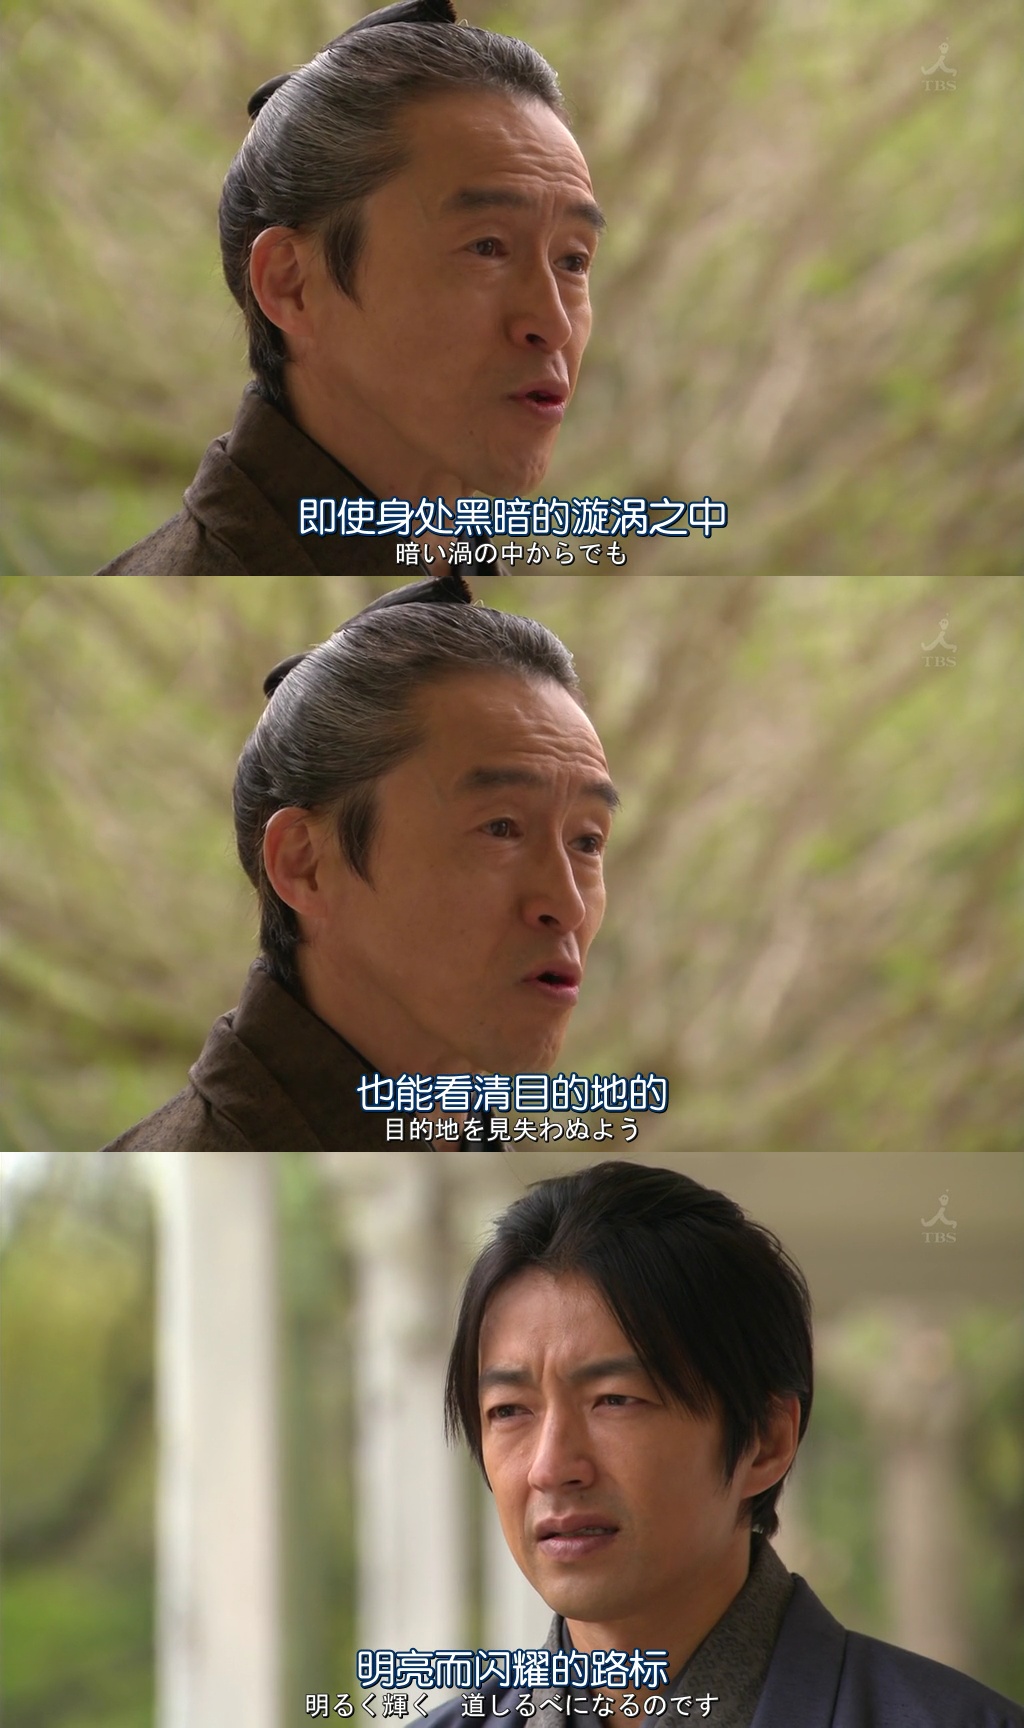 TBS
即使身处黑暗的漩涡之中
暗い渦の中からでも
TBS
也能看清目的地的
目的地を見失わぬよう
TBS
明亮而闪耀的路标
明るく輝く　道しるべになるのです